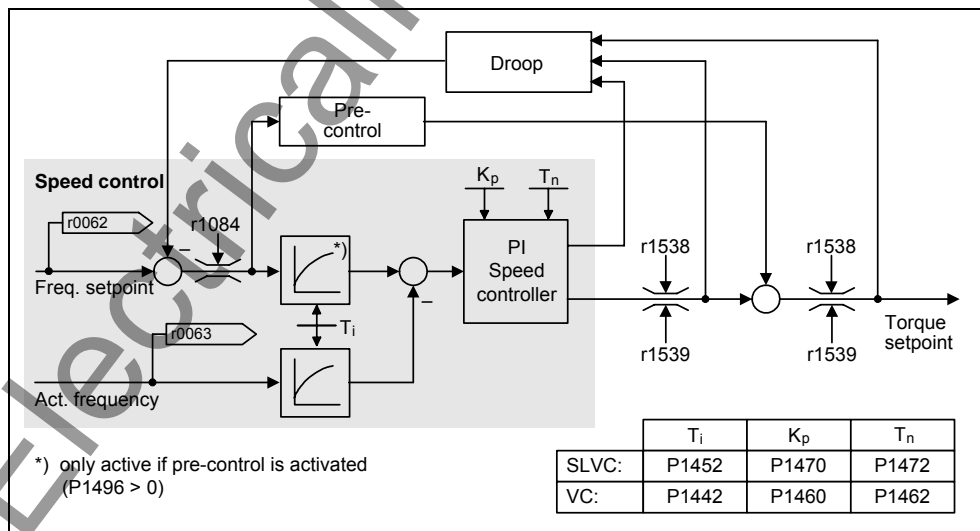 Droop
Pre-
control
Speed control
Kp
Tn
r0062
r1084
*)
PI
Speed
controller
r1538
r1538
–
–
Freq. setpoint
r0063
Ti
r1539
r1539
Torque
setpoint
Act. frequency
*) only active if pre-control is activated
(P1496 > 0)
Ti Kp Tn
SLVC: P1452 P1470 P1472
VC: P1442 P1460 P1462
Electricall